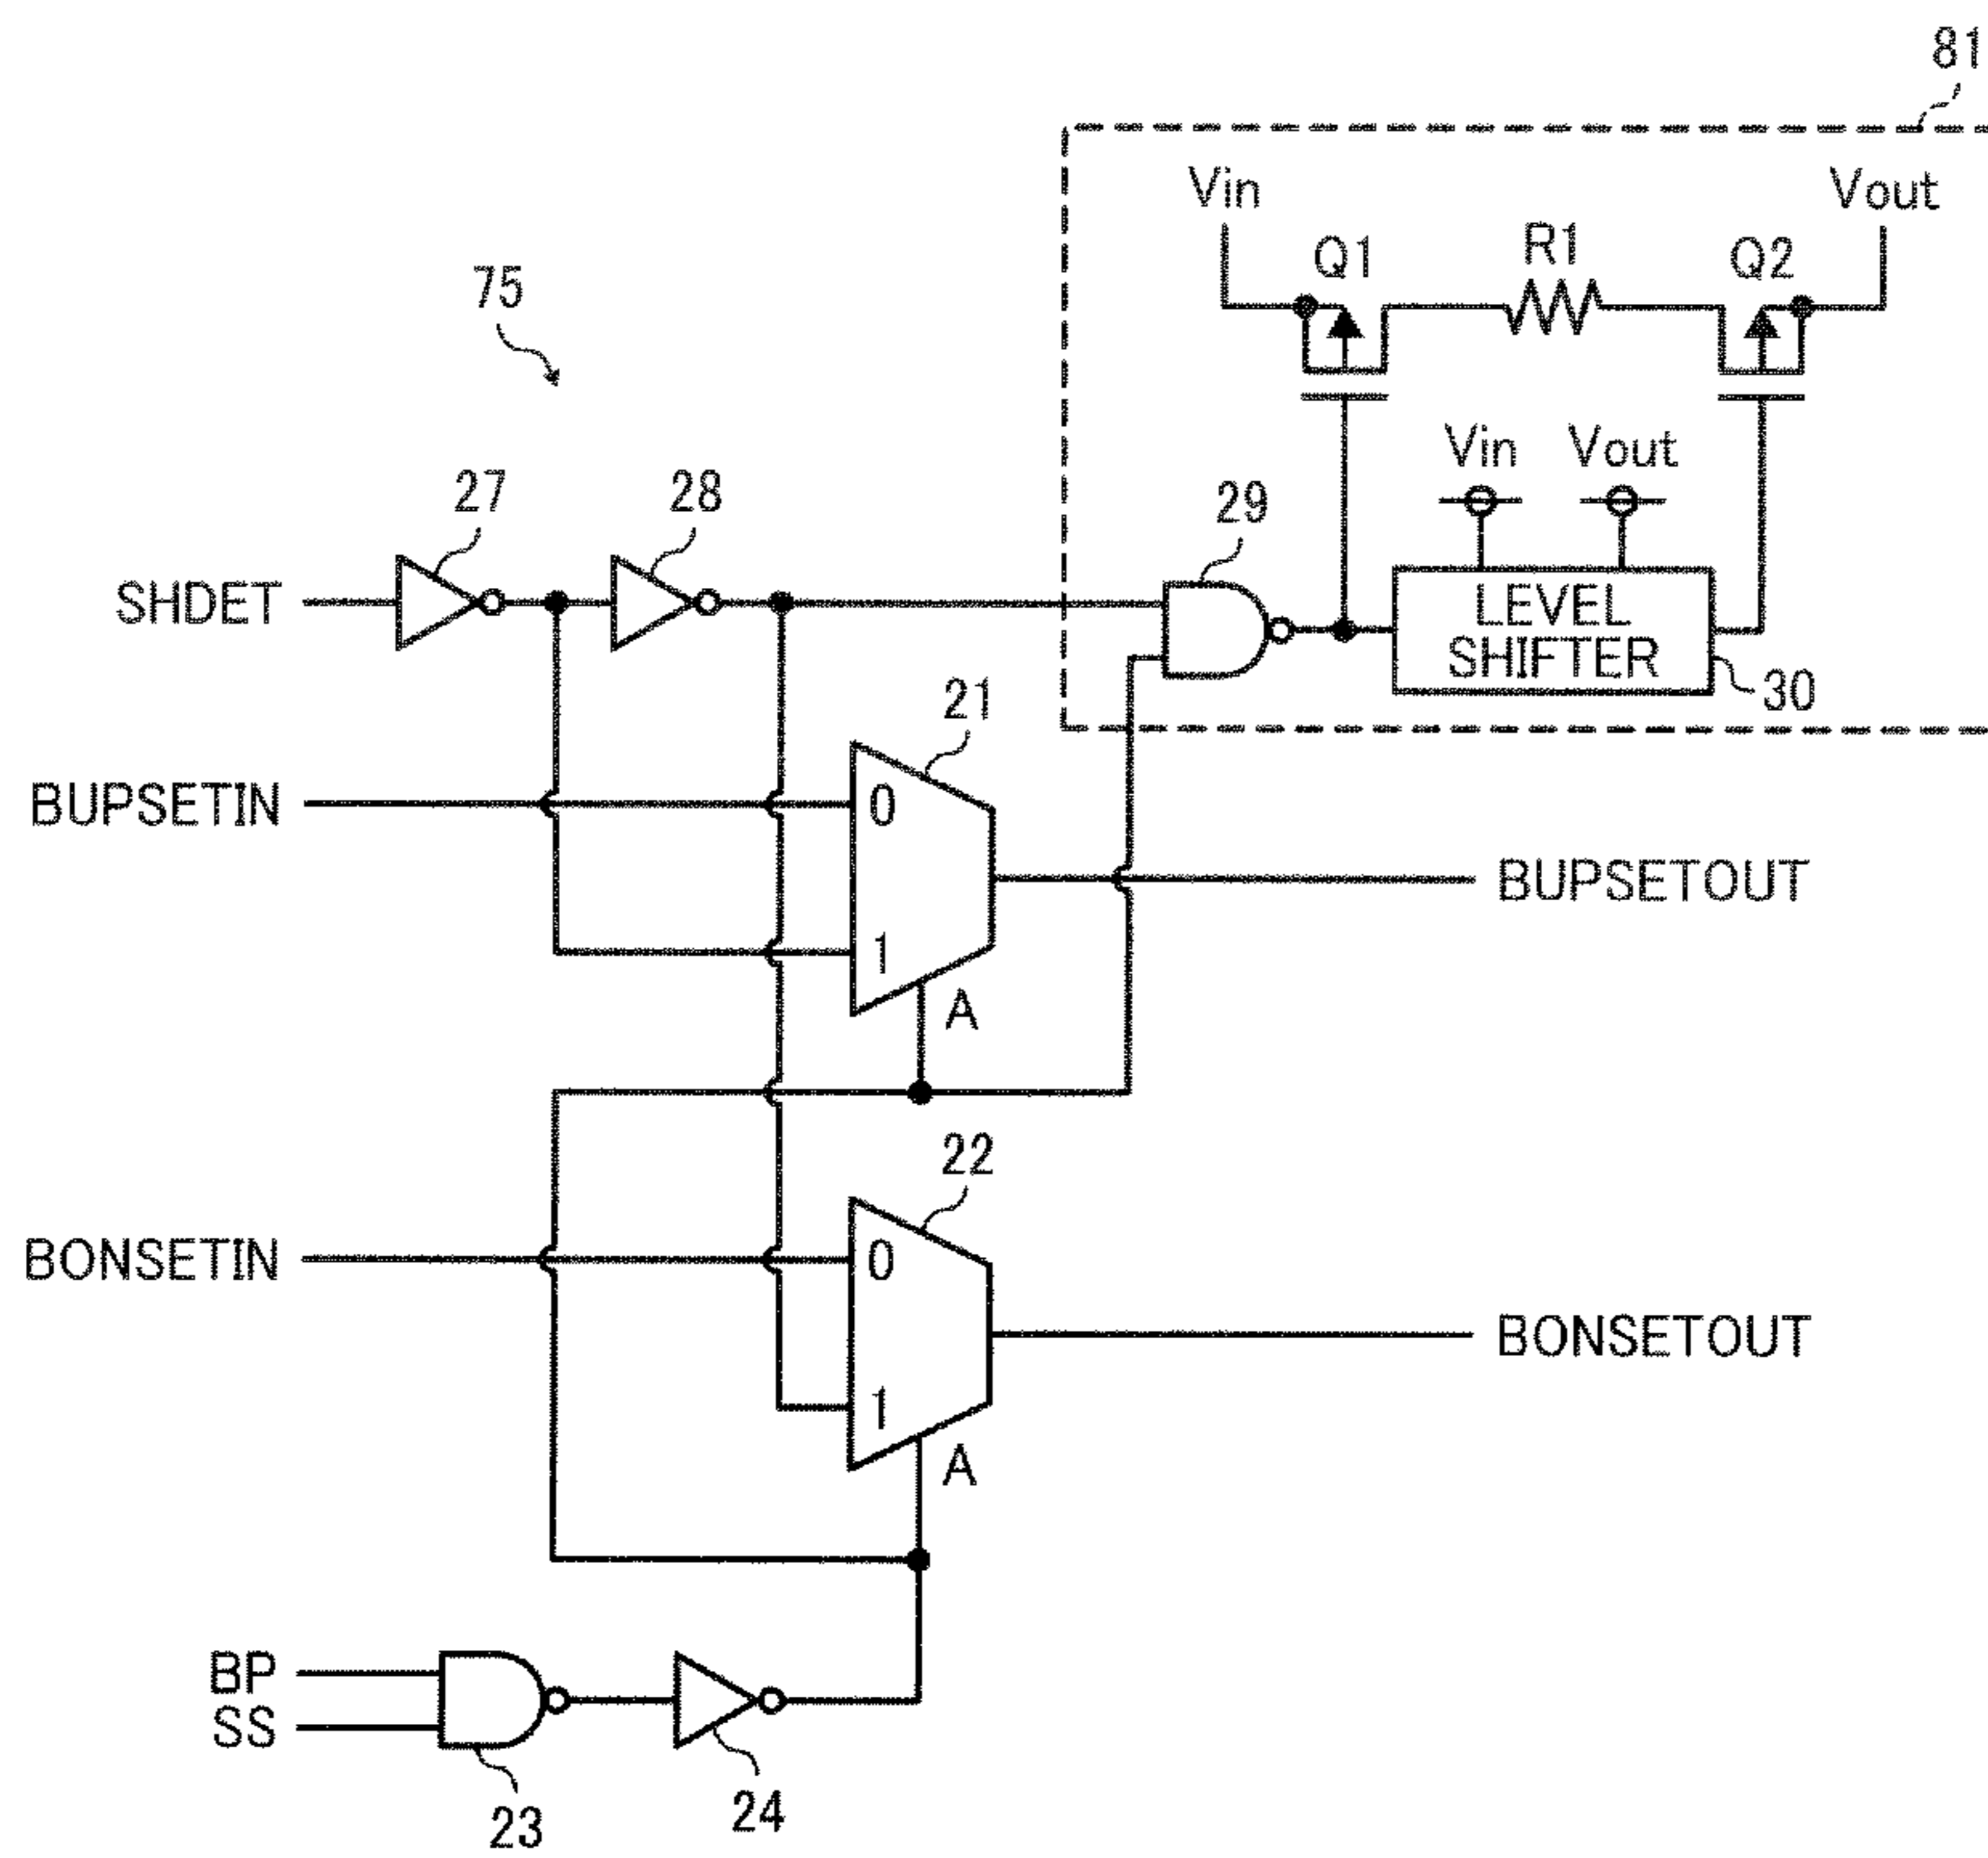 81
Vin
Vout
Q1
R1
Q2
75
Vin
Vout
27
28
29
SHDET
LEVEL
SHIFTER
30
21
BUPSETIN
0
BUPSETOUT
1
A
22
BONSETIN
0
BONSETOUT
1
A
BP
SS
23
24